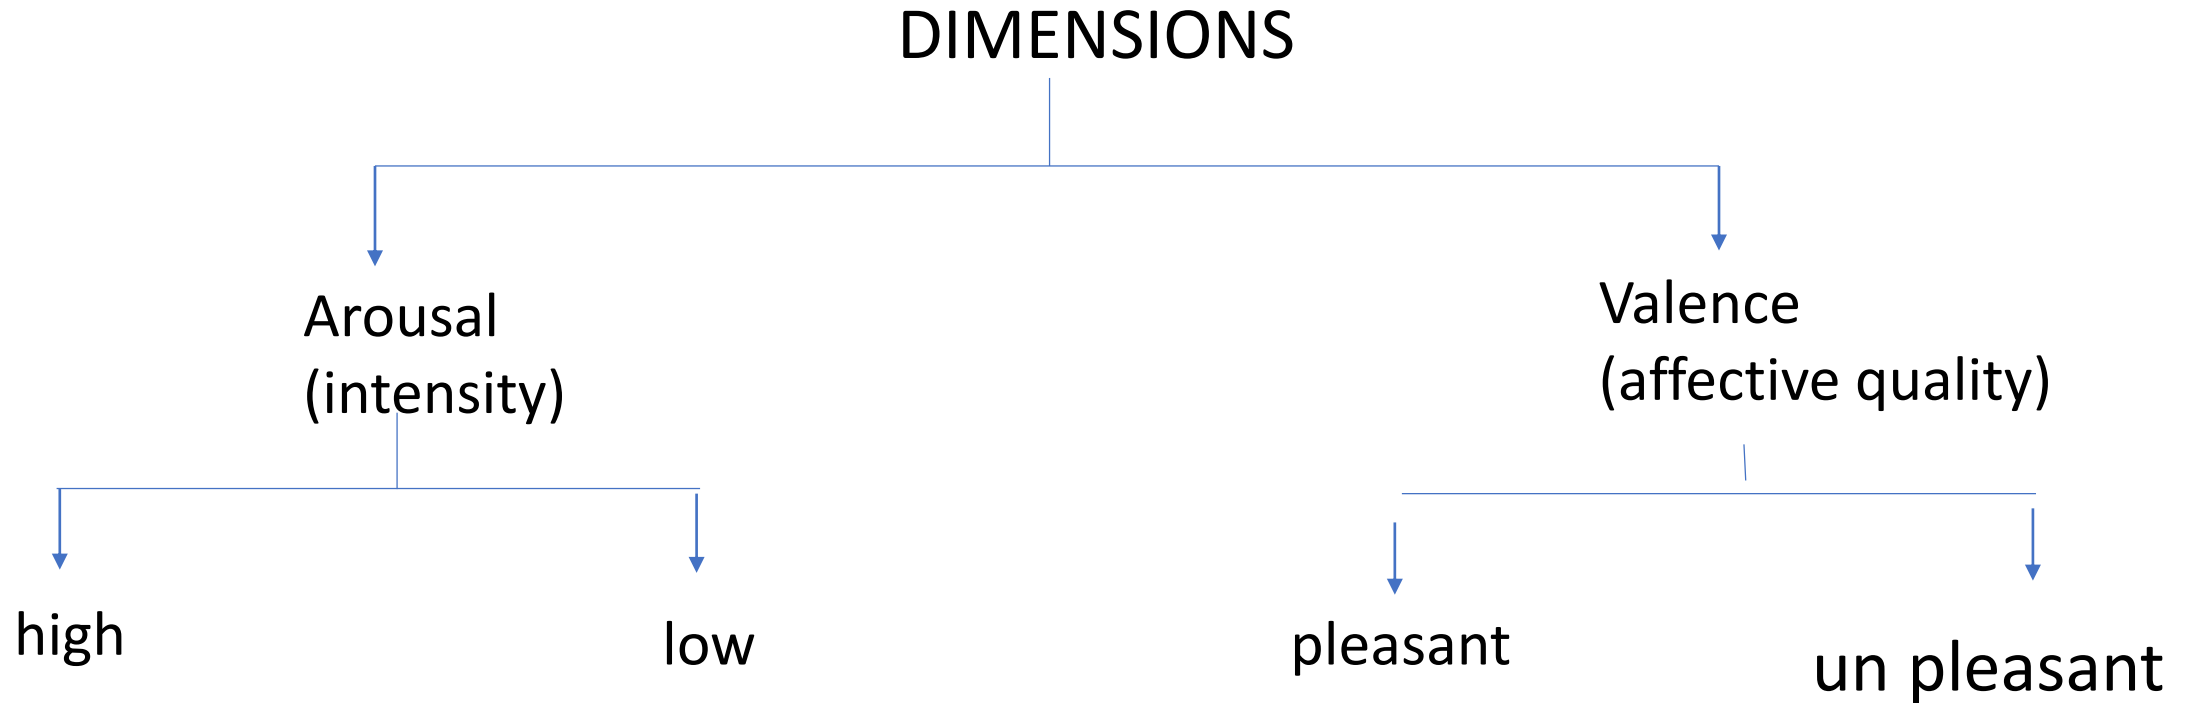 DIMENSIONS
Arousal
(intensity)
Valence
(affective quality)
high
low
pleasant
un pleasant